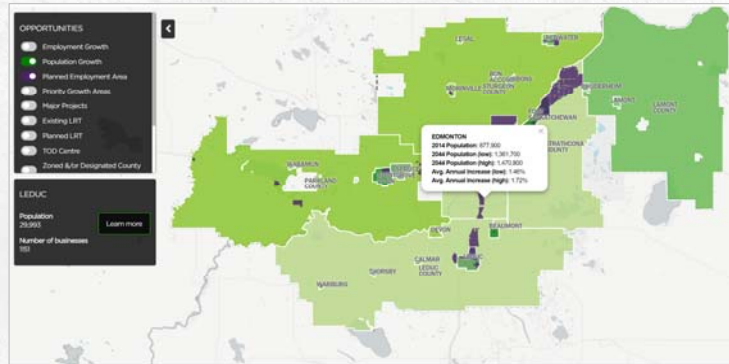 OPPORTUNITIES
Employment Growth
Population Growth
Planned Employment Area
Priority Growth Areas
Major Projects
Existing LRT
Planned LRT
TOD Centre
Zoned &/or Designated County
LEDUC
Population
29,993
Learn more
Number of businesses
1151
LEGAL
BON
ACCORD
GIBBONS
MORINVILLE
STURGEON
COUNTY
LAMONT
LAMONT
COUNTY
STRATHCONA
COUNTY
WABAMUN
PARKLAND
COUNTY
EDMONTON
2014 Population: 877,900
2044 Population (low): 1,361,700
2044 Population (high): 1,470,800
Avg. Annual Increase (low): 1.46%
Avg. Annual Increase (high): 1.72%
DEVON
BEAUMONT
CALMAR
LEDUC
LEDUC
COUNTY
THORSBY
WARBURG